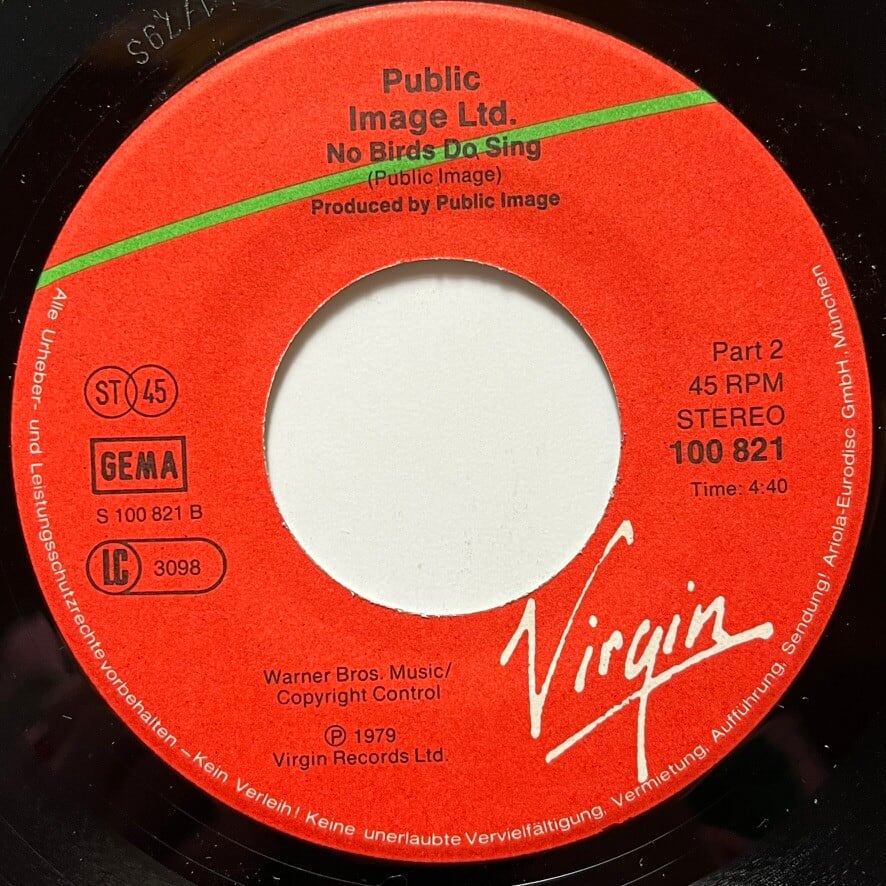 Public
Image Ltd.
No Birds Do Sing
(Public Image)
Produced by Public Image
ST 45
GEMA
S 100 821 B
LC 3098
Part 2
45 RPM
STEREO
100 821
Time: 4:40
Virgin
Warner Bros. Music/
Copyright Control
Ⓟ 1979
Virgin Records Ltd.
Alle Urheber- und Leistungsschutzrechte vorbehalten – Kein Verleih! Keine unerlaubte Vervielfältigung, Vermietung, Aufführung, Sendung! Ariola-Eurodisc GmbH., München